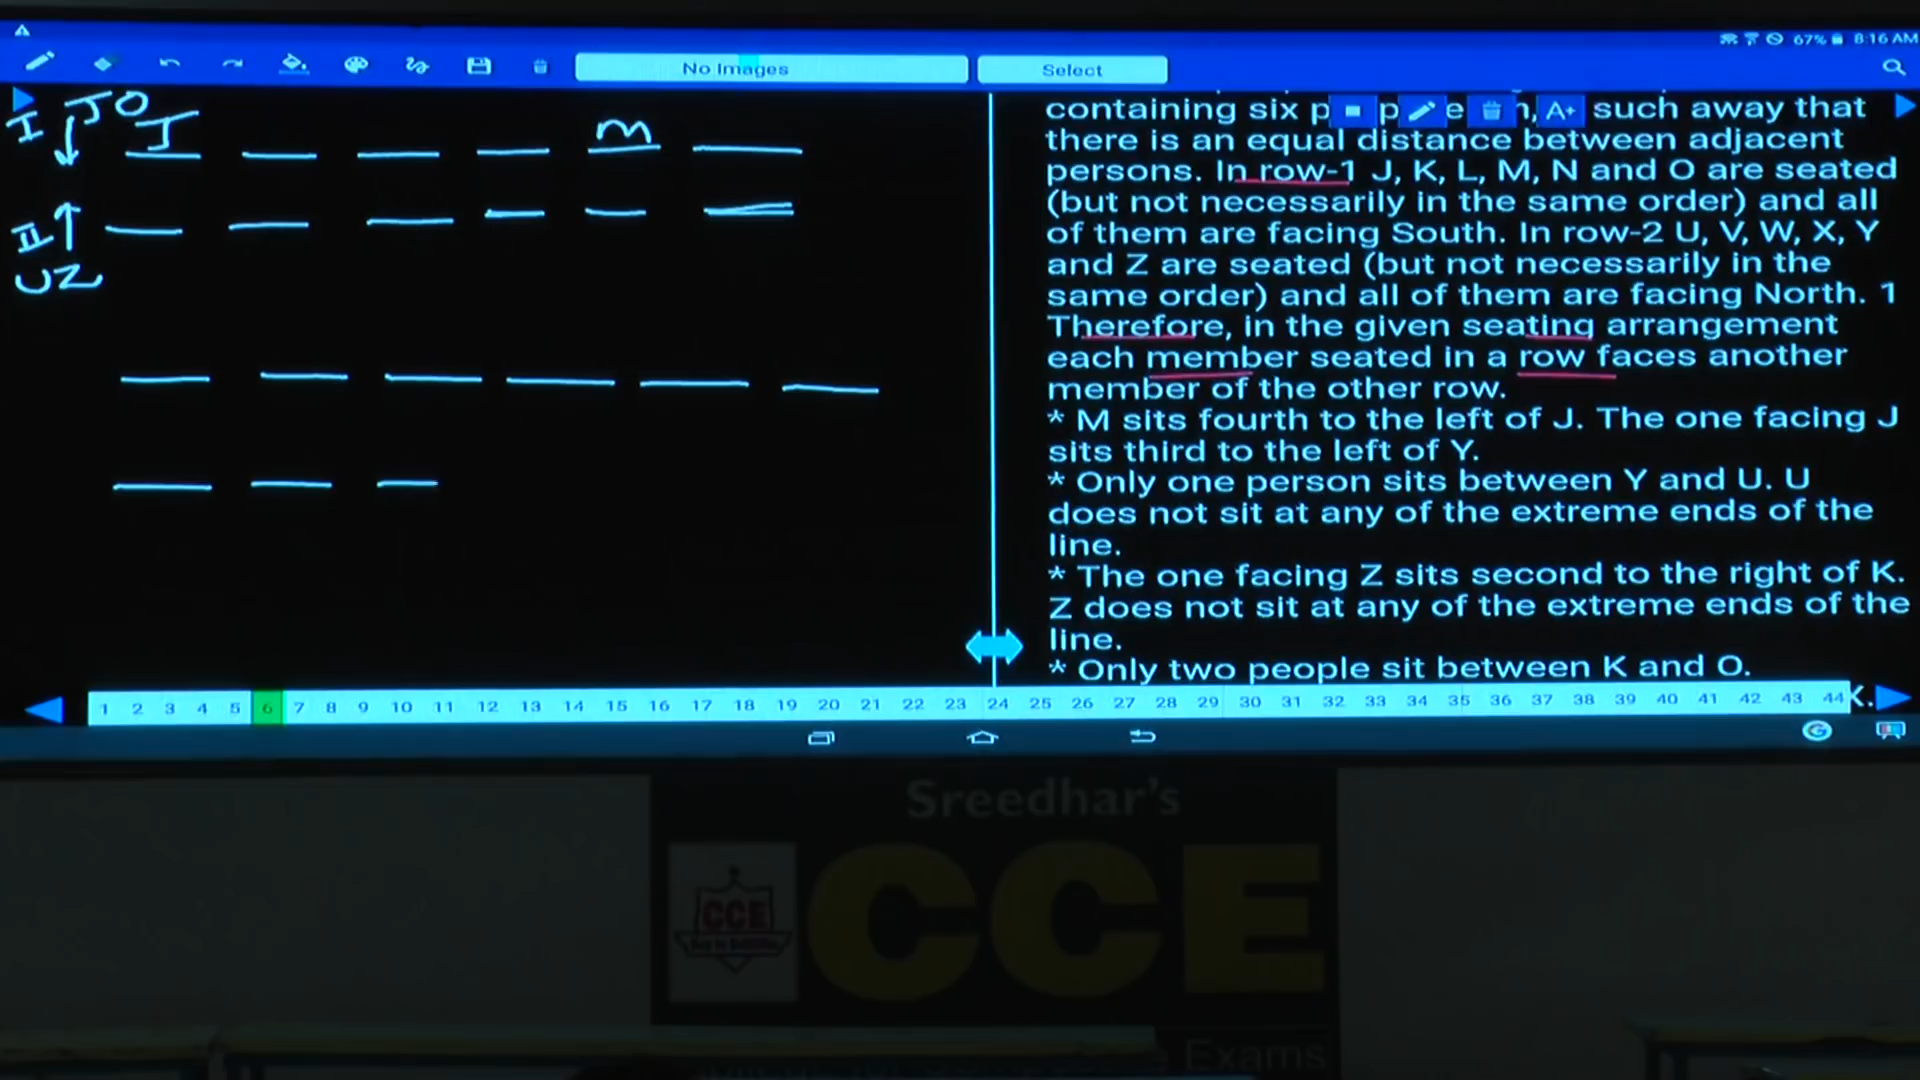 67% 8:16 AM
No Images
Select
I JO
J
M
II
UZ
containing six p p e n, A+ such away that
there is an equal distance between adjacent
persons. In row-1 J, K, L, M, N and O are seated
(but not necessarily in the same order) and all
of them are facing South. In row-2 U, V, W, X, Y
and Z are seated (but not necessarily in the
same order) and all of them are facing North. 1
Therefore, in the given seating arrangement
each member seated in a row faces another
member of the other row.
* M sits fourth to the left of J. The one facing J
sits third to the left of Y.
* Only one person sits between Y and U. U
does not sit at any of the extreme ends of the
line.
* The one facing Z sits second to the right of K.
Z does not sit at any of the extreme ends of the
line.
* Only two people sit between K and O.
K.
1 2 3 4 5 6 7 8 9 10 11 12 13 14 15 16 17 18 19 20 21 22 23 24 25 26 27 28 29 30 31 32 33 34 35 36 37 38 39 40 41 42 43 44
Sreedhar's
CCE
CCE
Exams